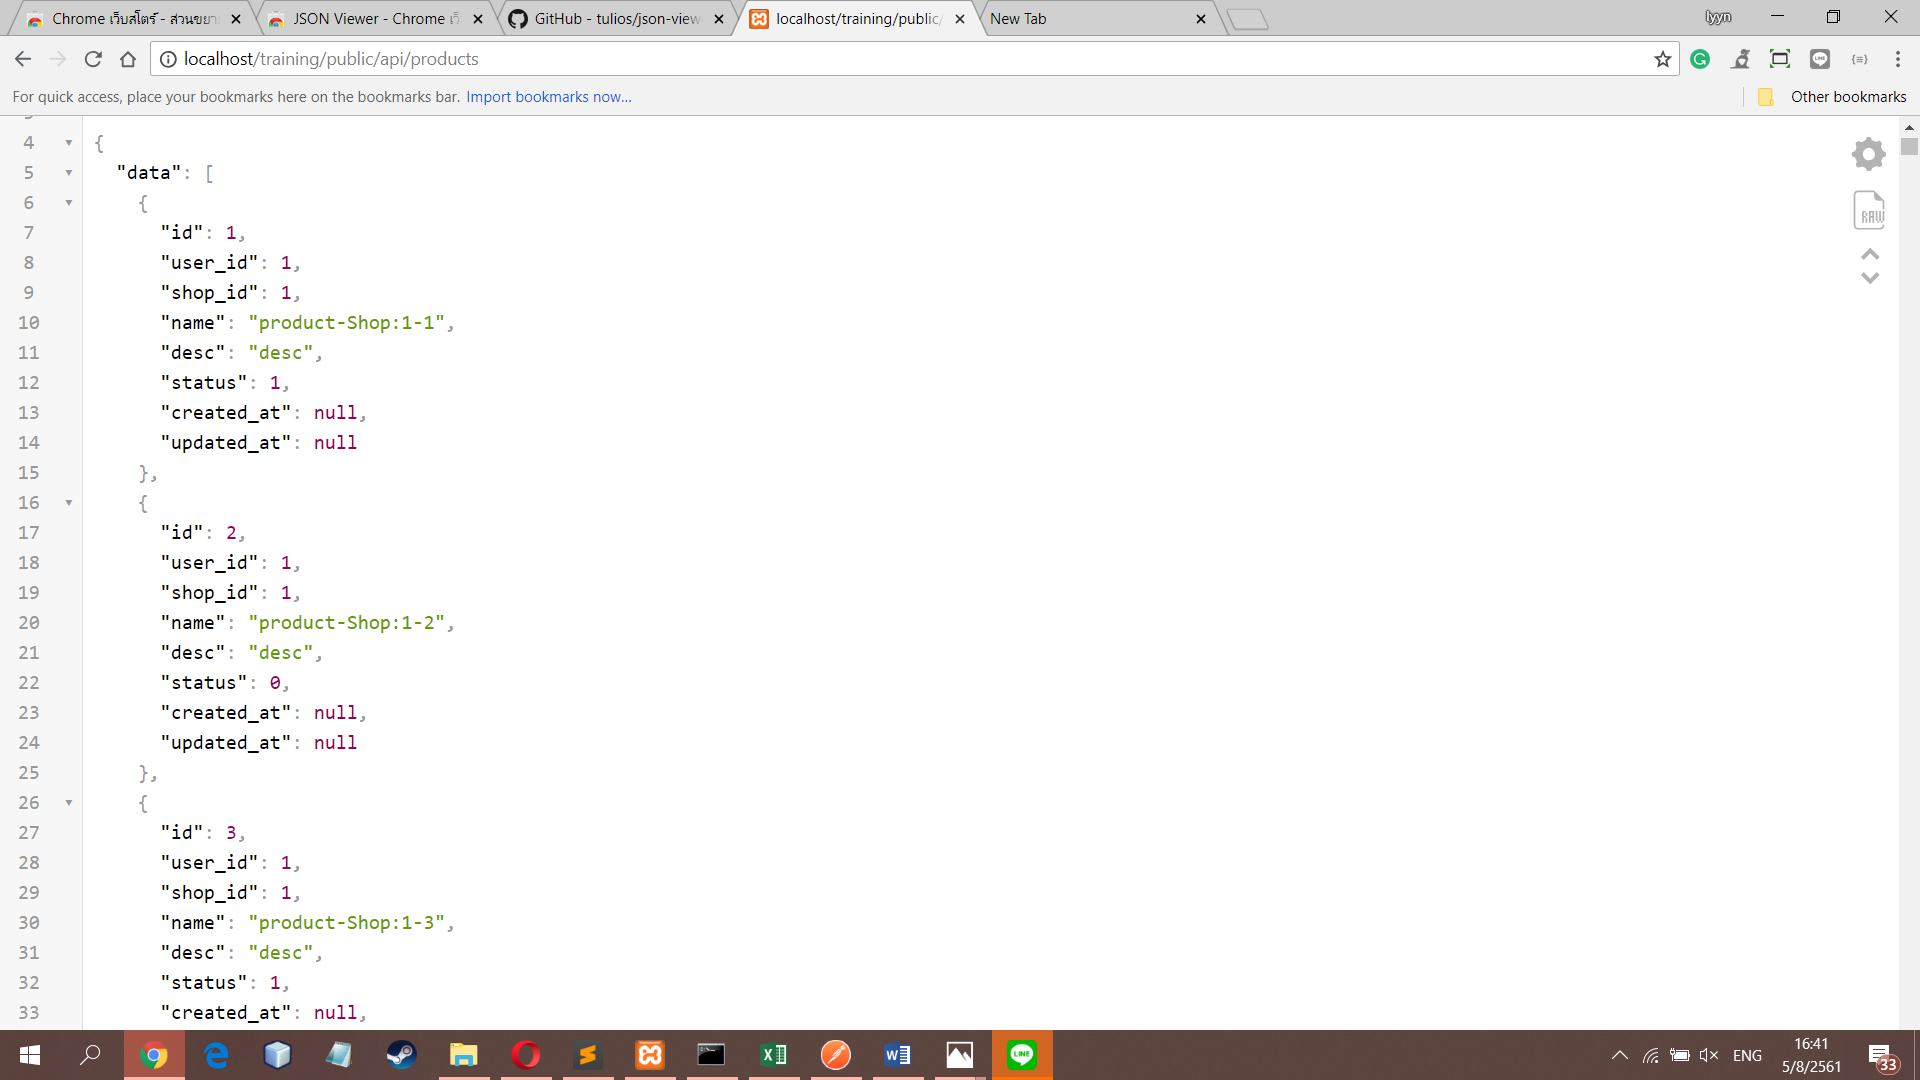 Chrome เว็บสโตร์ - ส่วนขยาย
JSON Viewer - Chrome เว็
GitHub - tulios/json-view
localhost/training/public/
New Tab
lyyn
localhost/training/public/api/products
For quick access, place your bookmarks here on the bookmarks bar. Import bookmarks now...
Other bookmarks
4 {
5 "data": [
6 {
7 "id": 1,
8 "user_id": 1,
9 "shop_id": 1,
10 "name": "product-Shop:1-1",
11 "desc": "desc",
12 "status": 1,
13 "created_at": null,
14 "updated_at": null
15 },
16 {
17 "id": 2,
18 "user_id": 1,
19 "shop_id": 1,
20 "name": "product-Shop:1-2",
21 "desc": "desc",
22 "status": 0,
23 "created_at": null,
24 "updated_at": null
25 },
26 {
27 "id": 3,
28 "user_id": 1,
29 "shop_id": 1,
30 "name": "product-Shop:1-3",
31 "desc": "desc",
32 "status": 1,
33 "created_at": null,
RAW
LINE
ENG
16:41
5/8/2561
33